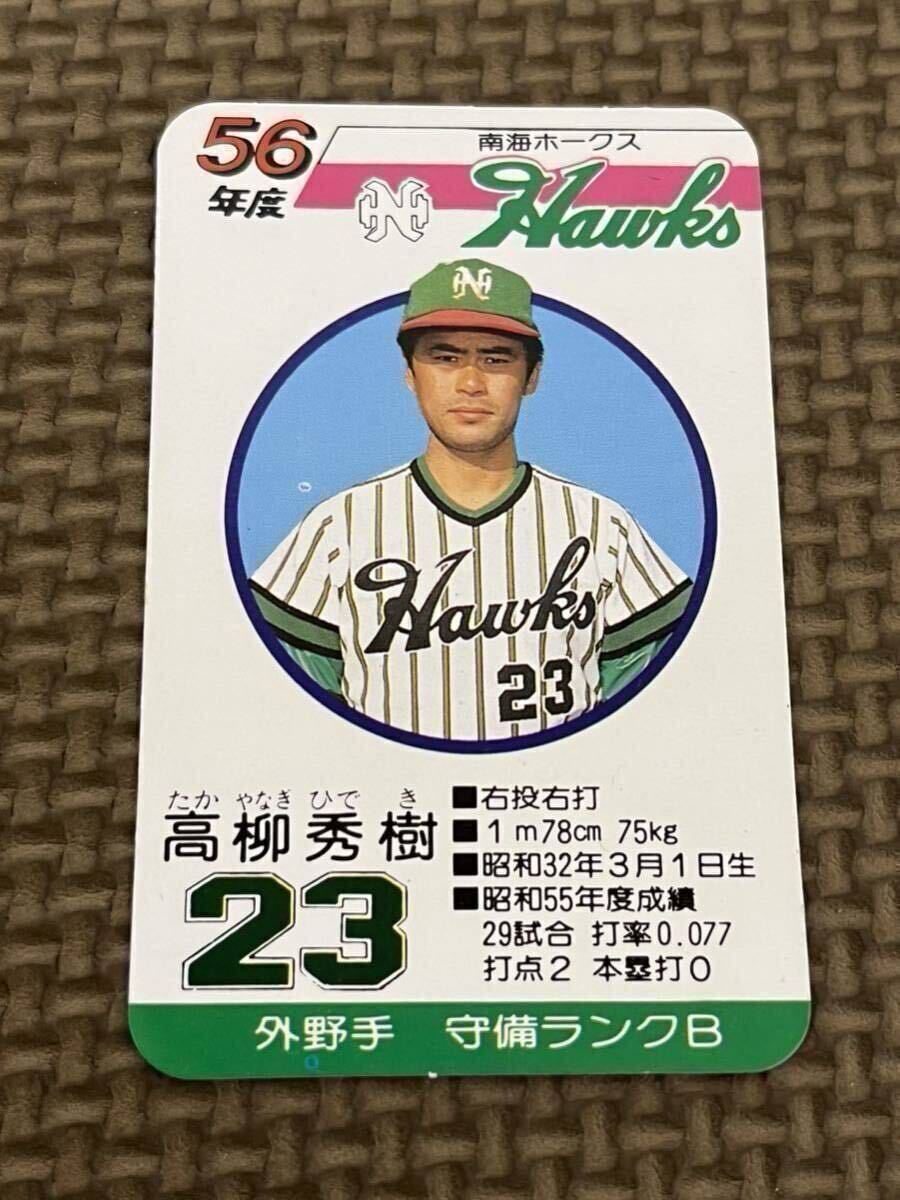 56
年度
南海ホークス
NH
Hawks
NH
Hawks
23
たか やなぎ ひで き
高柳秀樹
23
■右投右打
■1m78cm 75kg
■昭和32年3月1日生
■昭和55年度成績
29試合 打率0.077
打点2 本塁打0
外野手 守備ランクB